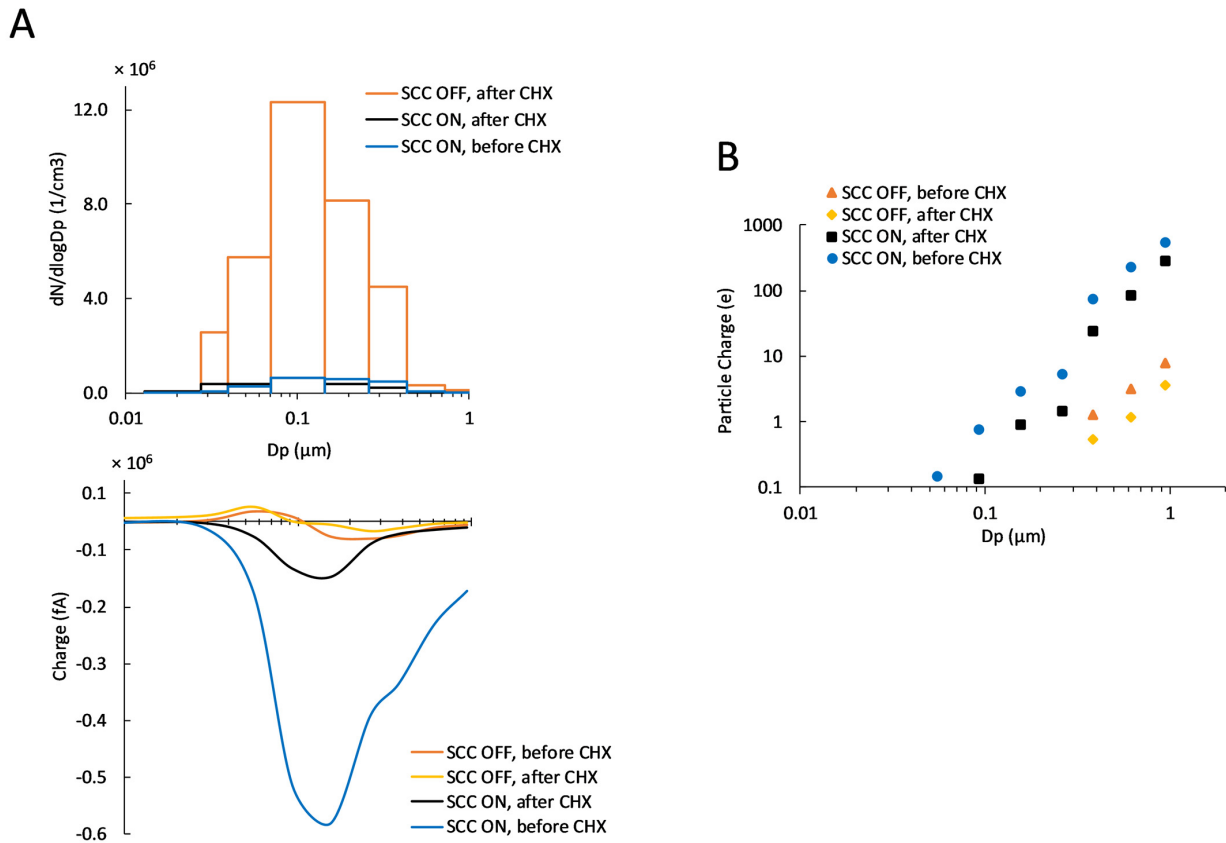 A
× 10⁶
12.0
8.0
4.0
0.0
dN/dlogDp (1/cm3)
0.01
0.1
1
Dp (μm)
SCC OFF, after CHX
SCC ON, after CHX
SCC ON, before CHX
× 10⁶
0.1
-0.1
-0.2
-0.3
-0.4
-0.5
-0.6
Charge (fA)
SCC OFF, before CHX
SCC OFF, after CHX
SCC ON, after CHX
SCC ON, before CHX
B
SCC OFF, before CHX
SCC OFF, after CHX
SCC ON, after CHX
SCC ON, before CHX
1000
100
10
1
0.1
Particle Charge (e)
0.01
0.1
1
Dp (μm)